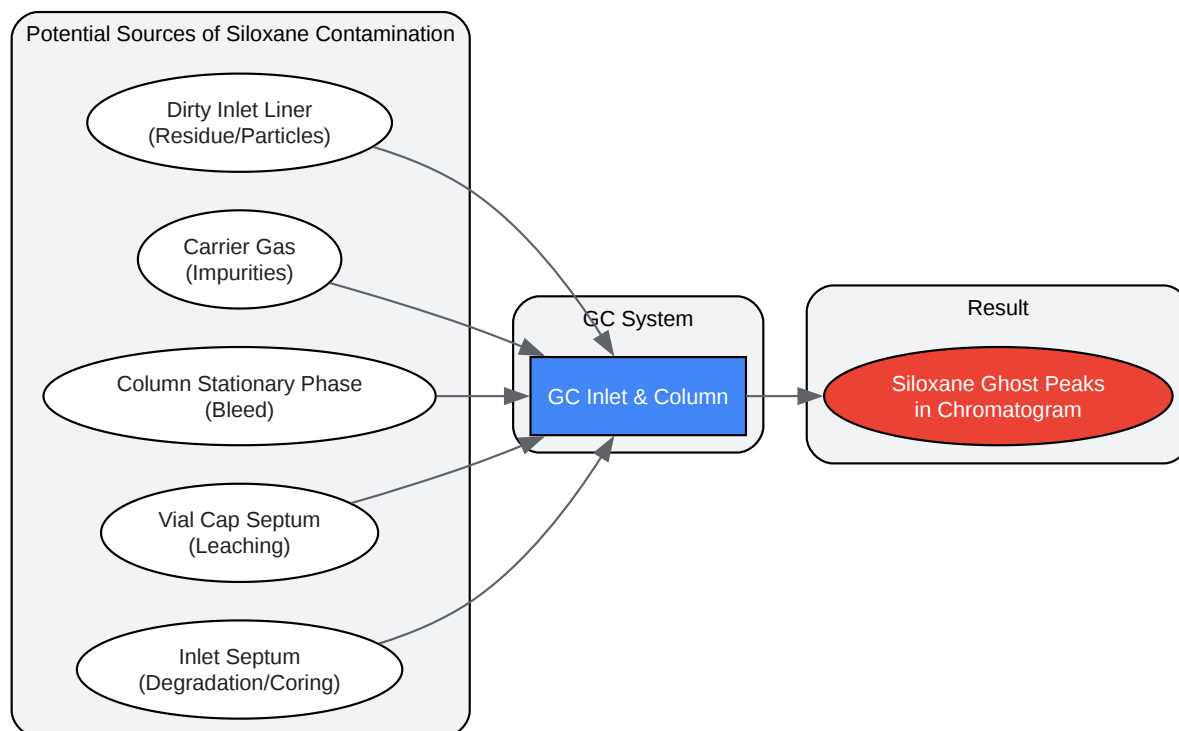 Potential Sources of Siloxane Contamination
Dirty Inlet Liner
(Residue/Particles)
Carrier Gas
(Impurities)
Column Stationary Phase
(Bleed)
Vial Cap Septum
(Leaching)
Inlet Septum
(Degradation/Coring)
GC System
GC Inlet & Column
Result
Siloxane Ghost Peaks
in Chromatogram